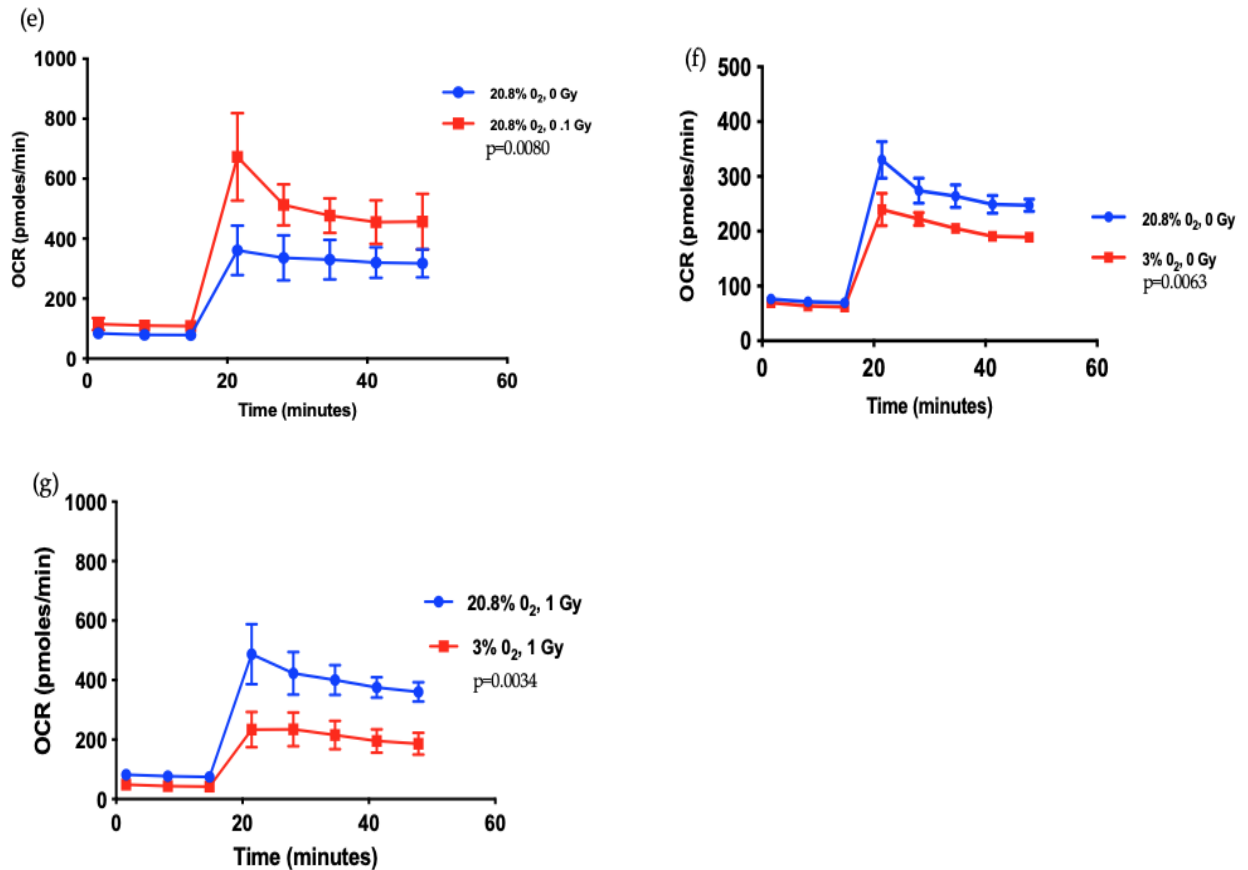 (e)
1000
800
600
400
200
0
OCR (pmoles/min)
0 20 40 60
Time (minutes)
20.8% 0₂, 0 Gy
20.8% 0₂, 0 .1 Gy
p=0.0080
(f)
500
400
300
200
100
0
OCR (pmoles/min)
0 20 40 60
Time (minutes)
20.8% 0₂, 0 Gy
3% 0₂, 0 Gy
p=0.0063
(g)
1000
800
600
400
200
0
OCR (pmoles/min)
0 20 40 60
Time (minutes)
20.8% 0₂, 1 Gy
3% 0₂, 1 Gy
p=0.0034